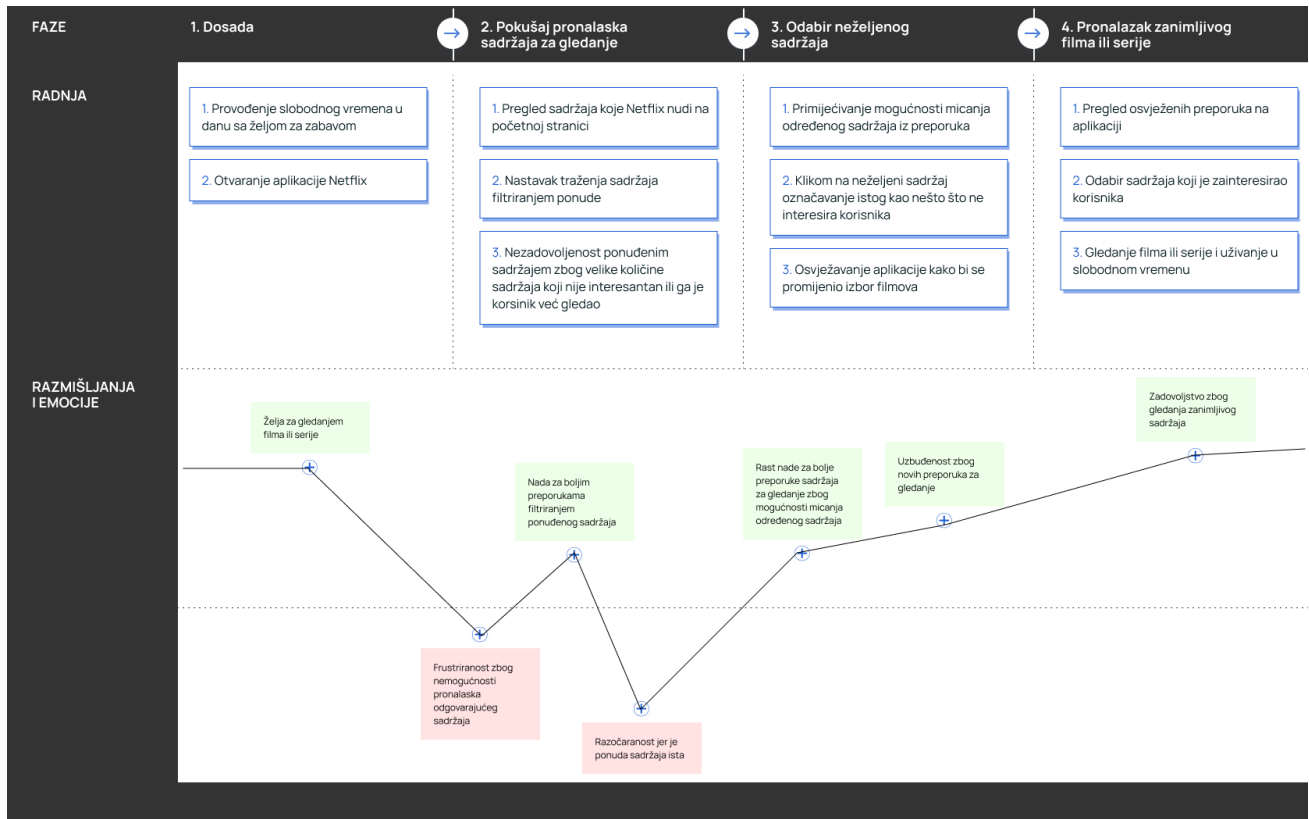 FAZE
1. Dosada
2. Pokušaj pronalaska
sadržaja za gledanje
3. Odabir neželjenog
sadržaja
4. Pronalazak zanimljivog
filma ili serije
RADNJA
1. Provođenje slobodnog vremena u
danu sa željom za zabavom
2. Otvaranje aplikacije Netflix
1. Pregled sadržaja koje Netflix nudi na
početnoj stranici
2. Nastavak traženja sadržaja
filtriranjem ponude
3. Nezadovoljenost ponuđenim
sadržajem zbog velike količine
sadržaja koji nije interesantan ili ga je
korsinik već gledao
1. Primijećivanje mogućnosti micanja
određenog sadržaja iz preporuka
2. Klikom na neželjeni sadržaj
označavanje istog kao nešto što ne
interesira korisnika
3. Osvježavanje aplikacije kako bi se
promijenio izbor filmova
1. Pregled osvježenih preporuka na
aplikaciji
2. Odabir sadržaja koji je zainteresirao
korisnika
3. Gledanje filma ili serije i uživanje u
slobodnom vremenu
RAZMIŠLJANJA
I EMOCIJE
Želja za gledanjem
filma ili serije
Frustriranost zbog
nemogućnosti
pronalaska
odgovarajućeg
sadržaja
Nada za boljim
preporukama
filtriranjem
ponuđenog sadržaja
Razočaranost jer je
ponuda sadržaja ista
Rast nade za bolje
preporuke sadržaja
za gledanje zbog
mogućnosti micanja
određenog sadržaja
Uzbuđenost zbog
novih preporuka za
gledanje
Zadovoljstvo zbog
gledanja zanimljivog
sadržaja